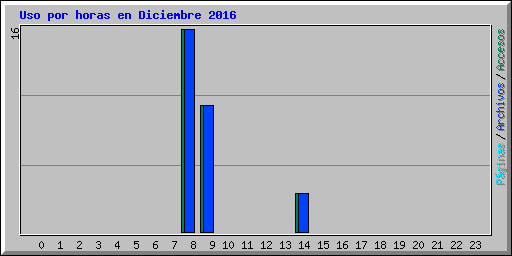 Uso por horas en Diciembre 2016
16
Páginas / Archivos / Accesos
0 1 2 3 4 5 6 7 8 9 10 11 12 13 14 15 16 17 18 19 20 21 22 23